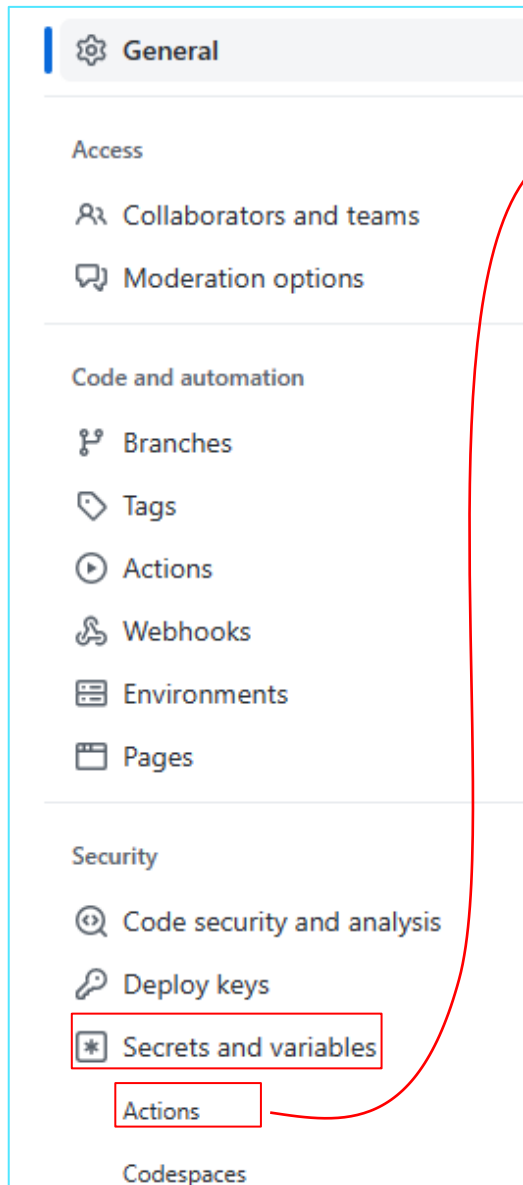 General
Access
Collaborators and teams
Moderation options
Code and automation
Branches
Tags
Actions
Webhooks
Environments
Pages
Security
Code security and analysis
Deploy keys
Secrets and variables
Actions
Codespaces